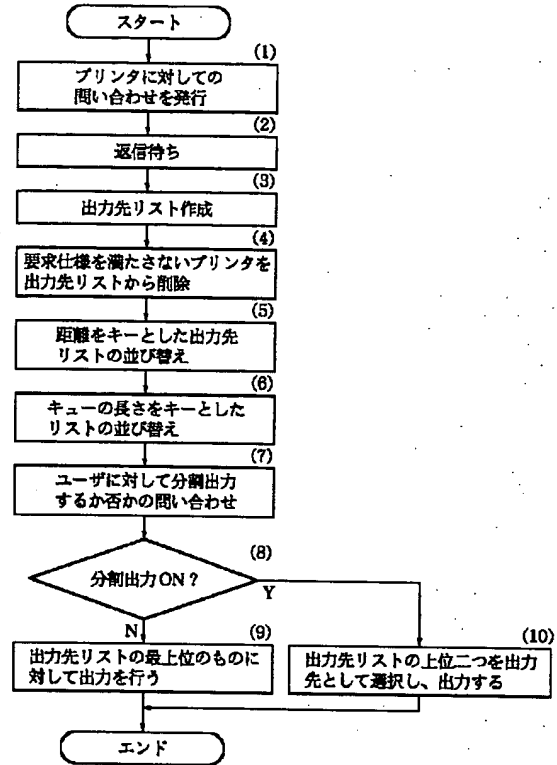 スタート
(1)
プリンタに対しての
問い合わせを発行
(2)
返信待ち
(3)
出力先リスト作成
(4)
要求仕様を満たさないプリンタを
出力先リストから削除
(5)
距離をキーとした出力先
リストの並び替え
(6)
キューの長さをキーとした
リストの並び替え
(7)
ユーザに対して分割出力
するか否かの問い合わせ
(8)
分割出力ON?
Y
N
(9)
出力先リストの最上位のものに
対して出力を行う
(10)
出力先リストの上位二つを出力
先として選択し、出力する
エンド